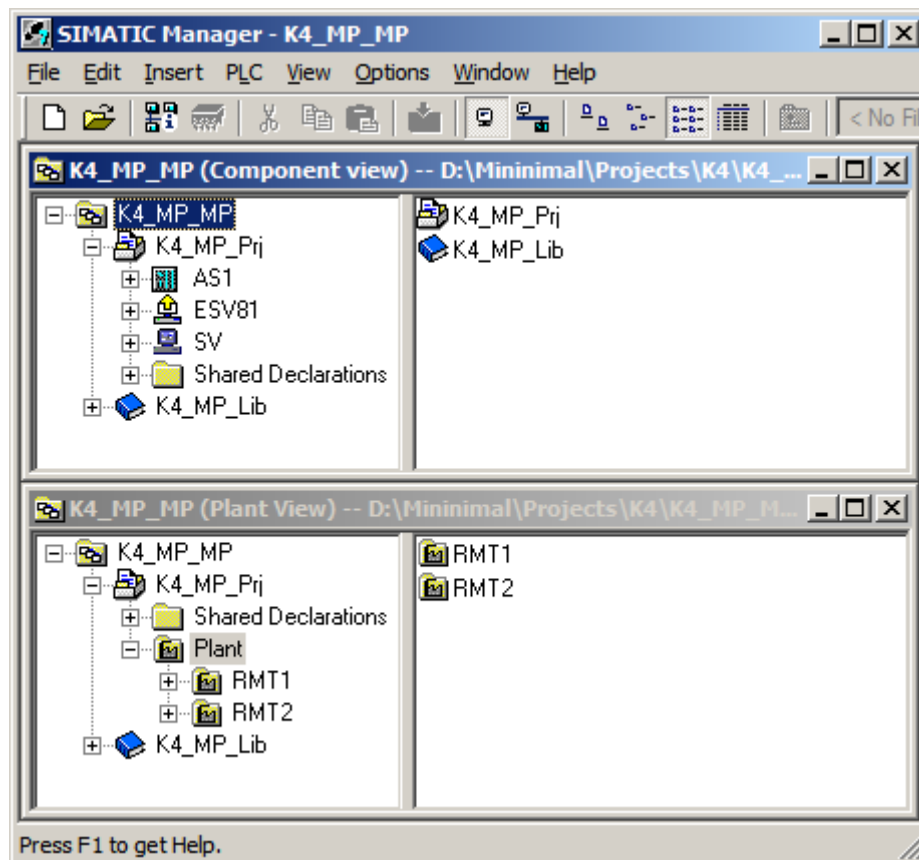 SIMATIC Manager - K4_MP_MP
File Edit Insert PLC View Options Window Help
< No Fil
K4_MP_MP (Component view) -- D:\Mininimal\Projects\K4\K4_...
K4_MP_MP
K4_MP_Prj
AS1
ESV81
SV
Shared Declarations
K4_MP_Lib
K4_MP_Prj
K4_MP_Lib
K4_MP_MP (Plant View) -- D:\Mininimal\Projects\K4\K4_MP_M...
K4_MP_MP
K4_MP_Prj
Shared Declarations
Plant
RMT1
RMT2
K4_MP_Lib
RMT1
RMT2
Press F1 to get Help.